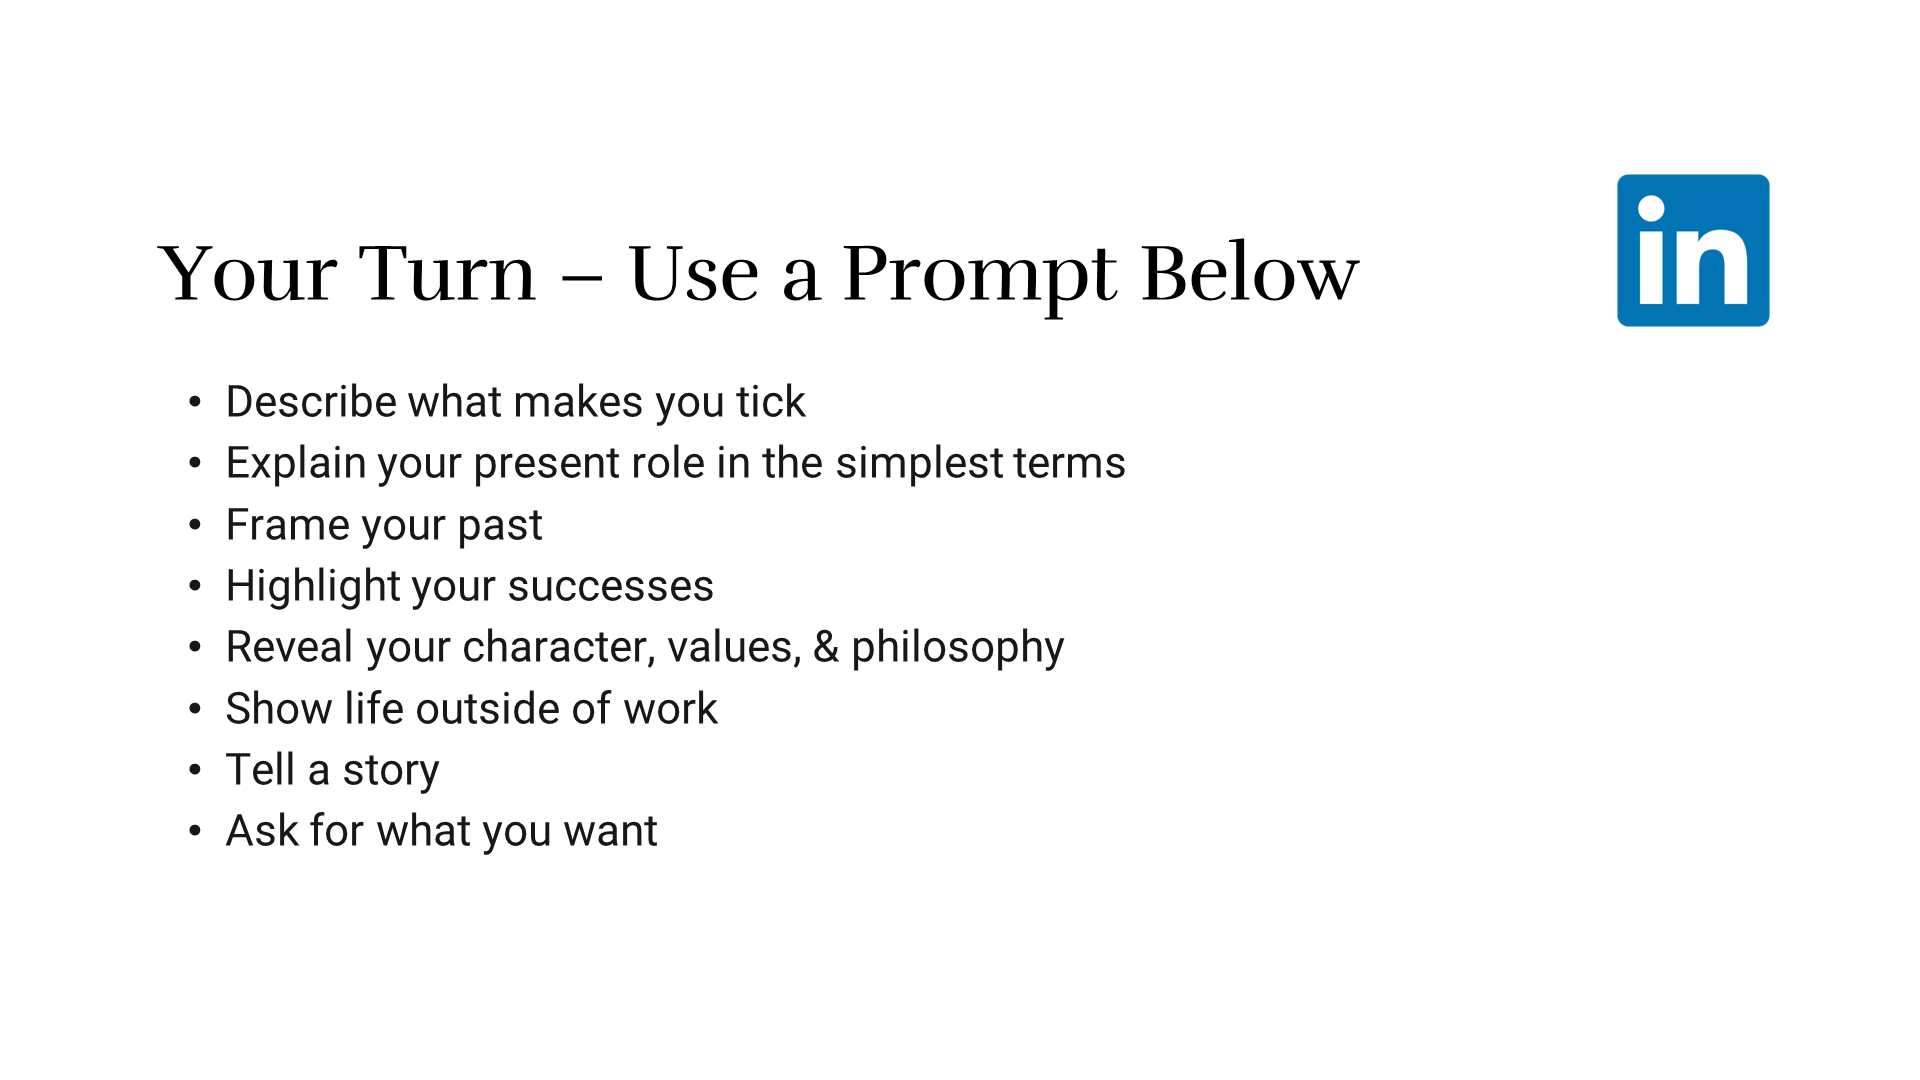 Your Turn – Use a Prompt Below
in
• Describe what makes you tick
• Explain your present role in the simplest terms
• Frame your past
• Highlight your successes
• Reveal your character, values, & philosophy
• Show life outside of work
• Tell a story
• Ask for what you want